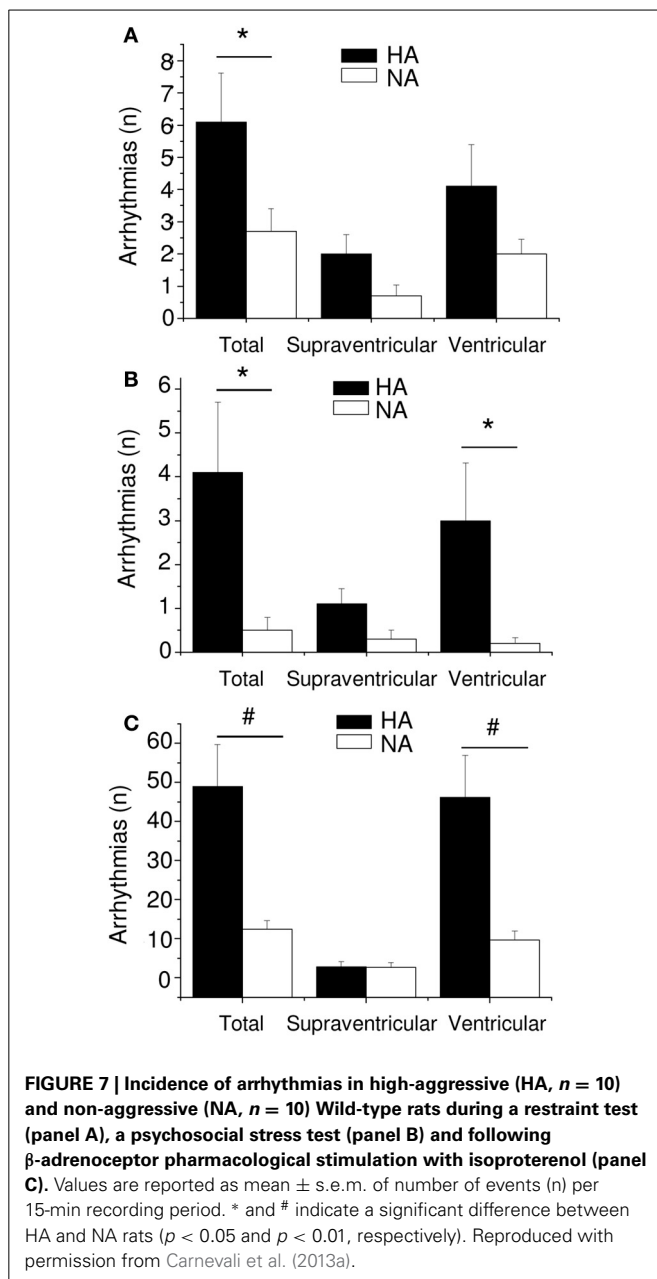 A
*
HA
NA
Arrhythmias (n)
8
7
6
5
4
3
2
1
0
Total Supraventricular Ventricular
B
*
HA
NA
*
Arrhythmias (n)
6
5
4
3
2
1
0
Total Supraventricular Ventricular
C
#
HA
NA
#
Arrhythmias (n)
60
50
40
30
20
10
0
Total Supraventricular Ventricular
FIGURE 7 | Incidence of arrhythmias in high-aggressive (HA, n = 10)
and non-aggressive (NA, n = 10) Wild-type rats during a restraint test
(panel A), a psychosocial stress test (panel B) and following
β-adrenoceptor pharmacological stimulation with isoproterenol (panel
C). Values are reported as mean ± s.e.m. of number of events (n) per
15-min recording period. * and # indicate a significant difference between
HA and NA rats (p < 0.05 and p < 0.01, respectively). Reproduced with
permission from Carnevali et al. (2013a).